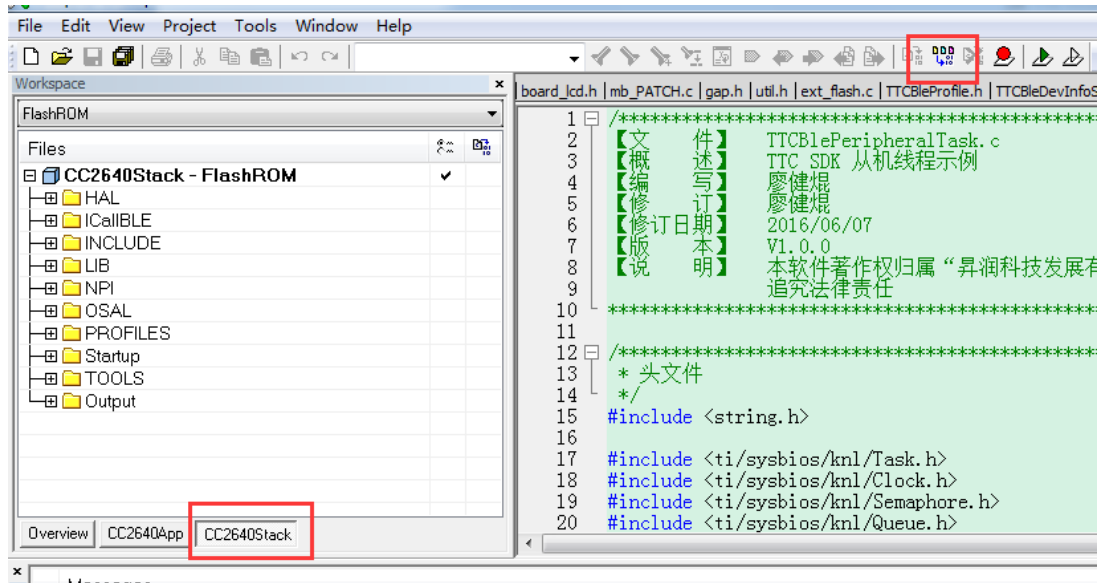 File Edit View Project Tools Window Help
Workspace
FlashROM
Files
CC2640Stack - FlashROM
HAL
ICallBLE
INCLUDE
LIB
NPI
OSAL
PROFILES
Startup
TOOLS
Output
Overview CC2640App CC2640Stack
board_lcd.h mb_PATCH.c gap.h util.h ext_flash.c TTCBleProfile.h TTCBleDevInfoS
1 /****************************************************
2 【文 件】 TTCBlePeripheralTask.c
3 【概 述】 TTC SDK 从机线程示例
4 【编 写】 廖健焜
5 【修 订】 廖健焜
6 【修订日期】 2016/06/07
7 【版 本】 V1.0.0
8 【说 明】 本软件著作权归属“昇润科技发展有
9 追究法律责任
10 ****************************************************
11
12 /****************************************************
13 * 头文件
14 */
15 #include <string.h>
16
17 #include <ti/sysbios/knl/Task.h>
18 #include <ti/sysbios/knl/Clock.h>
19 #include <ti/sysbios/knl/Semaphore.h>
20 #include <ti/sysbios/knl/Queue.h>